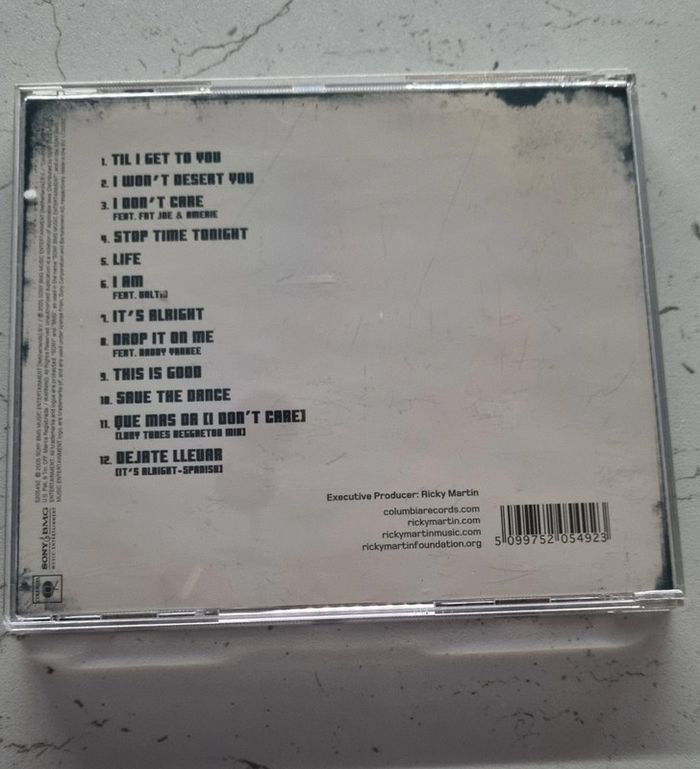 1. TIL I GET TO YOU
2. I WON'T DESERT YOU
3. I DON'T CARE
FEAT. FAT JOE & AMERIE
4. STOP TIME TONIGHT
5. LIFE
6. I AM
FEAT. VOLTIO
7. IT'S ALRIGHT
8. DROP IT ON ME
FEAT. DADDY YANKEE
9. THIS IS GOOD
10. SAVE THE DANCE
11. QUE MAS DA [I DON'T CARE]
[LUNY TUNES REGGAETON MIX]
12. DEJATE LLEVAR
[IT'S ALRIGHT-SPANISH]
Executive Producer: Ricky Martin
columbiarecords.com
rickymartin.com
rickymartinmusic.com
rickymartinfoundation.org
5 099752 054923
SONY BMG
MUSIC ENTERTAINMENT